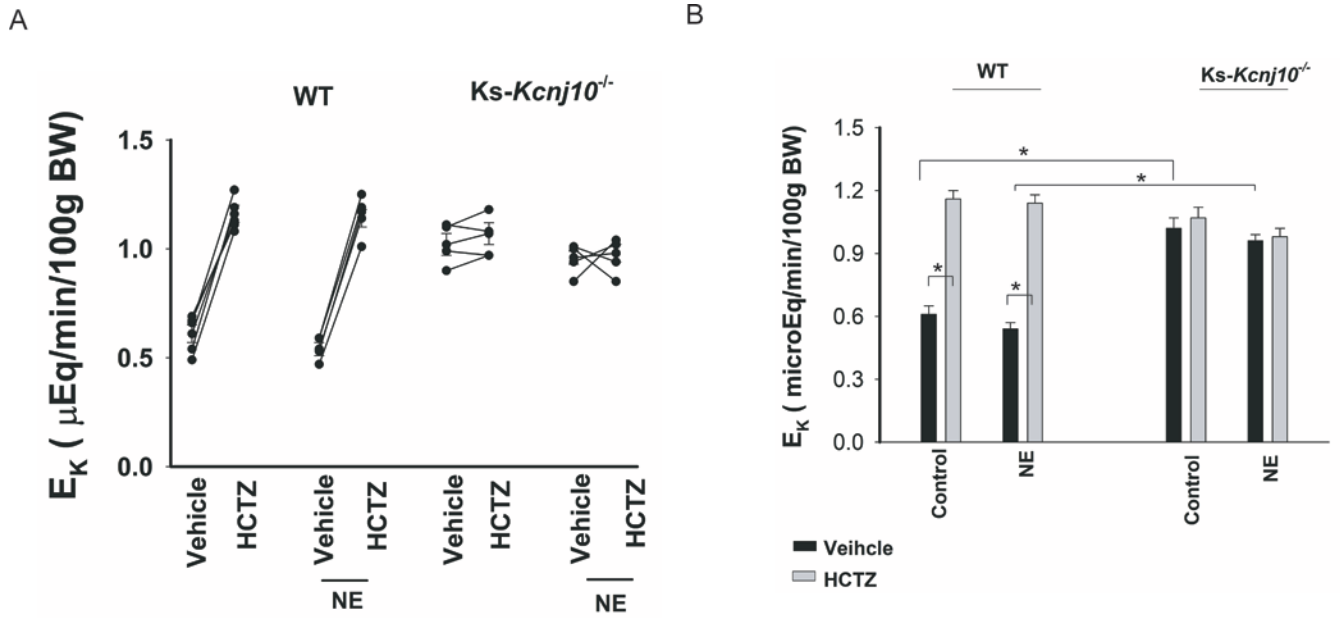 A
WT
Ks-Kcnj10-/-
EK ( μEq/min/100g BW)
1.5
1.0
0.5
0.0
Vehicle
HCTZ
Vehicle
HCTZ
Vehicle
HCTZ
Vehicle
HCTZ
NE
NE
B
WT
Ks-Kcnj10-/-
EK ( microEq/min/100g BW)
1.5
1.2
0.9
0.6
0.3
0.0
*
*
*
*
Control
NE
Control
NE
Veihcle
HCTZ